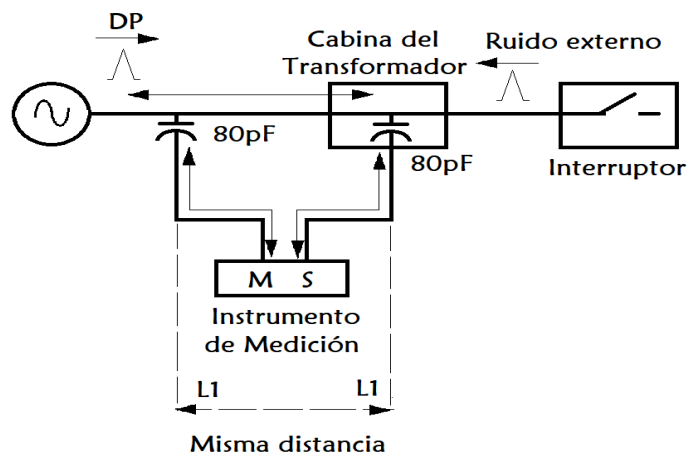 DP
Cabina del
Transformador
Ruido externo
80pF
80pF
Interruptor
M S
Instrumento
de Medición
L1 L1
Misma distancia